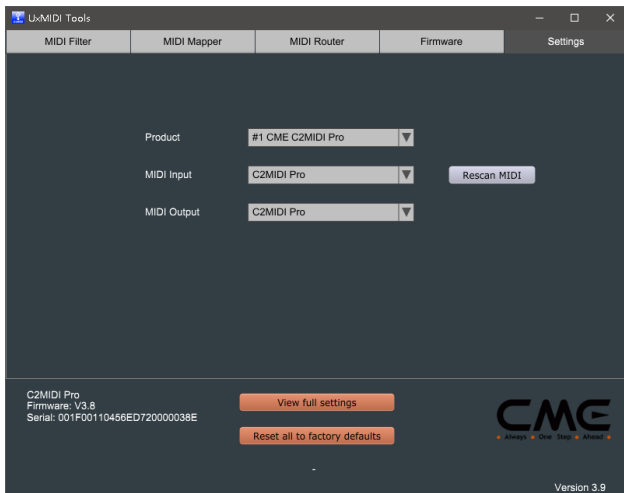 UxMIDI Tools
MIDI Filter MIDI Mapper MIDI Router Firmware Settings
Product #1 CME C2MIDI Pro
MIDI Input C2MIDI Pro Rescan MIDI
MIDI Output C2MIDI Pro
C2MIDI Pro
Firmware: V3.8
Serial: 001F00110456ED720000038E
View full settings
Reset all to factory defaults
-
CME
Always One Step Ahead
Version 3.9